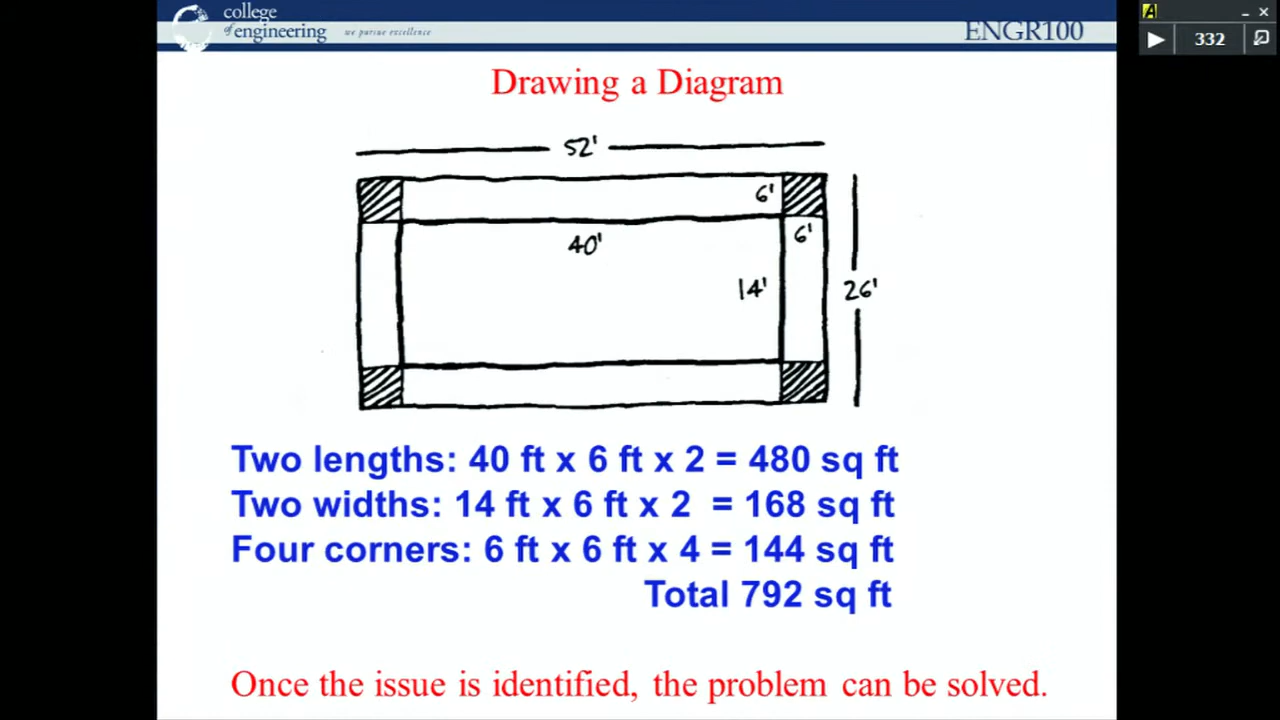 college
of engineering
we pursue excellence
ENGR100
332
Drawing a Diagram
52'
6'
6'
40'
14'
26'
Two lengths: 40 ft x 6 ft x 2 = 480 sq ft
Two widths: 14 ft x 6 ft x 2 = 168 sq ft
Four corners: 6 ft x 6 ft x 4 = 144 sq ft
Total 792 sq ft
Once the issue is identified, the problem can be solved.